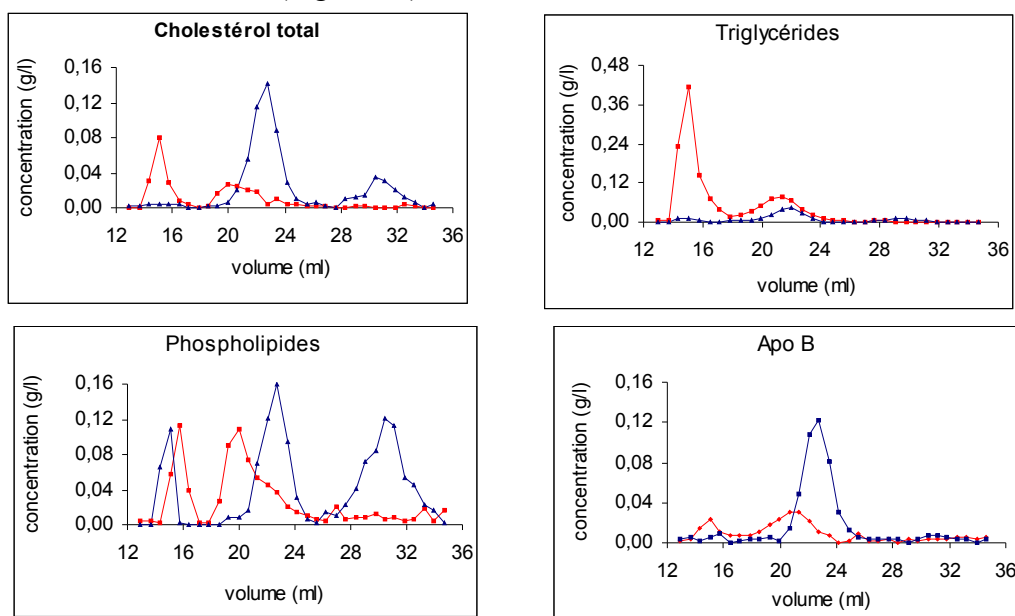 Cholestérol total
concentration (g/l)
0,16
0,12
0,08
0,04
0,00
12 16 20 24 28 32 36
volume (ml)
Triglycérides
concentration (g/l)
0,48
0,36
0,24
0,12
0,00
12 16 20 24 28 32 36
volume (ml)
Phospholipides
concentration (g/l)
0,16
0,12
0,08
0,04
0,00
12 16 20 24 28 32 36
volume (ml)
Apo B
concentration (g/l)
0,16
0,12
0,08
0,04
0,00
12 16 20 24 28 32 36
volume (ml)